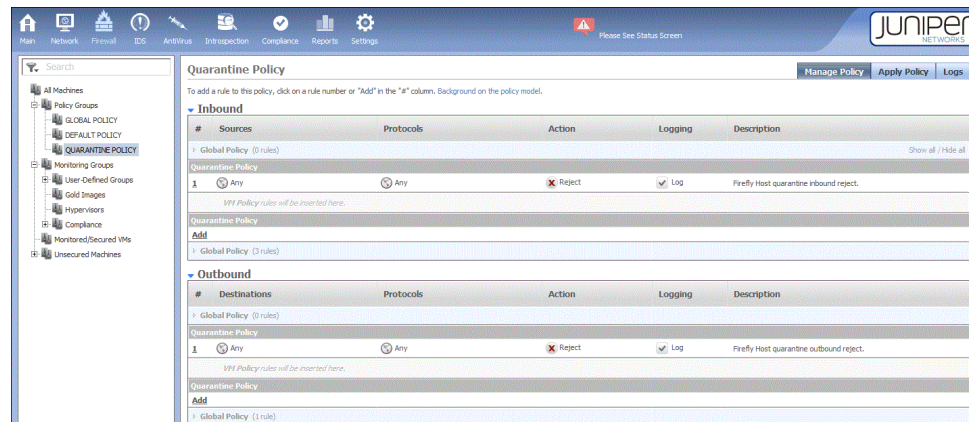 Main Network Firewall IDS AntiVirus Introspection Compliance Reports Settings
Please See Status Screen
JUNIPER
NETWORKS
Search
All Machines
Policy Groups
GLOBAL POLICY
DEFAULT POLICY
QUARANTINE POLICY
Monitoring Groups
User-Defined Groups
Gold Images
Hypervisors
Compliance
Monitored/Secured VMs
Unsecured Machines
Quarantine Policy
Manage Policy Apply Policy Logs
To add a rule to this policy, click on a rule number or "Add" in the "#" column. Background on the policy model.
Inbound
# Sources Protocols Action Logging Description
Global Policy (0 rules) Show all / Hide all
Quarantine Policy
1 Any Any Reject Log Firefly Host quarantine inbound reject.
VM Policy rules will be inserted here.
Quarantine Policy
Add
Global Policy (3 rules)
Outbound
# Destinations Protocols Action Logging Description
Global Policy (0 rules)
Quarantine Policy
1 Any Any Reject Log Firefly Host quarantine outbound reject.
VM Policy rules will be inserted here.
Quarantine Policy
Add
Global Policy (1 rule)